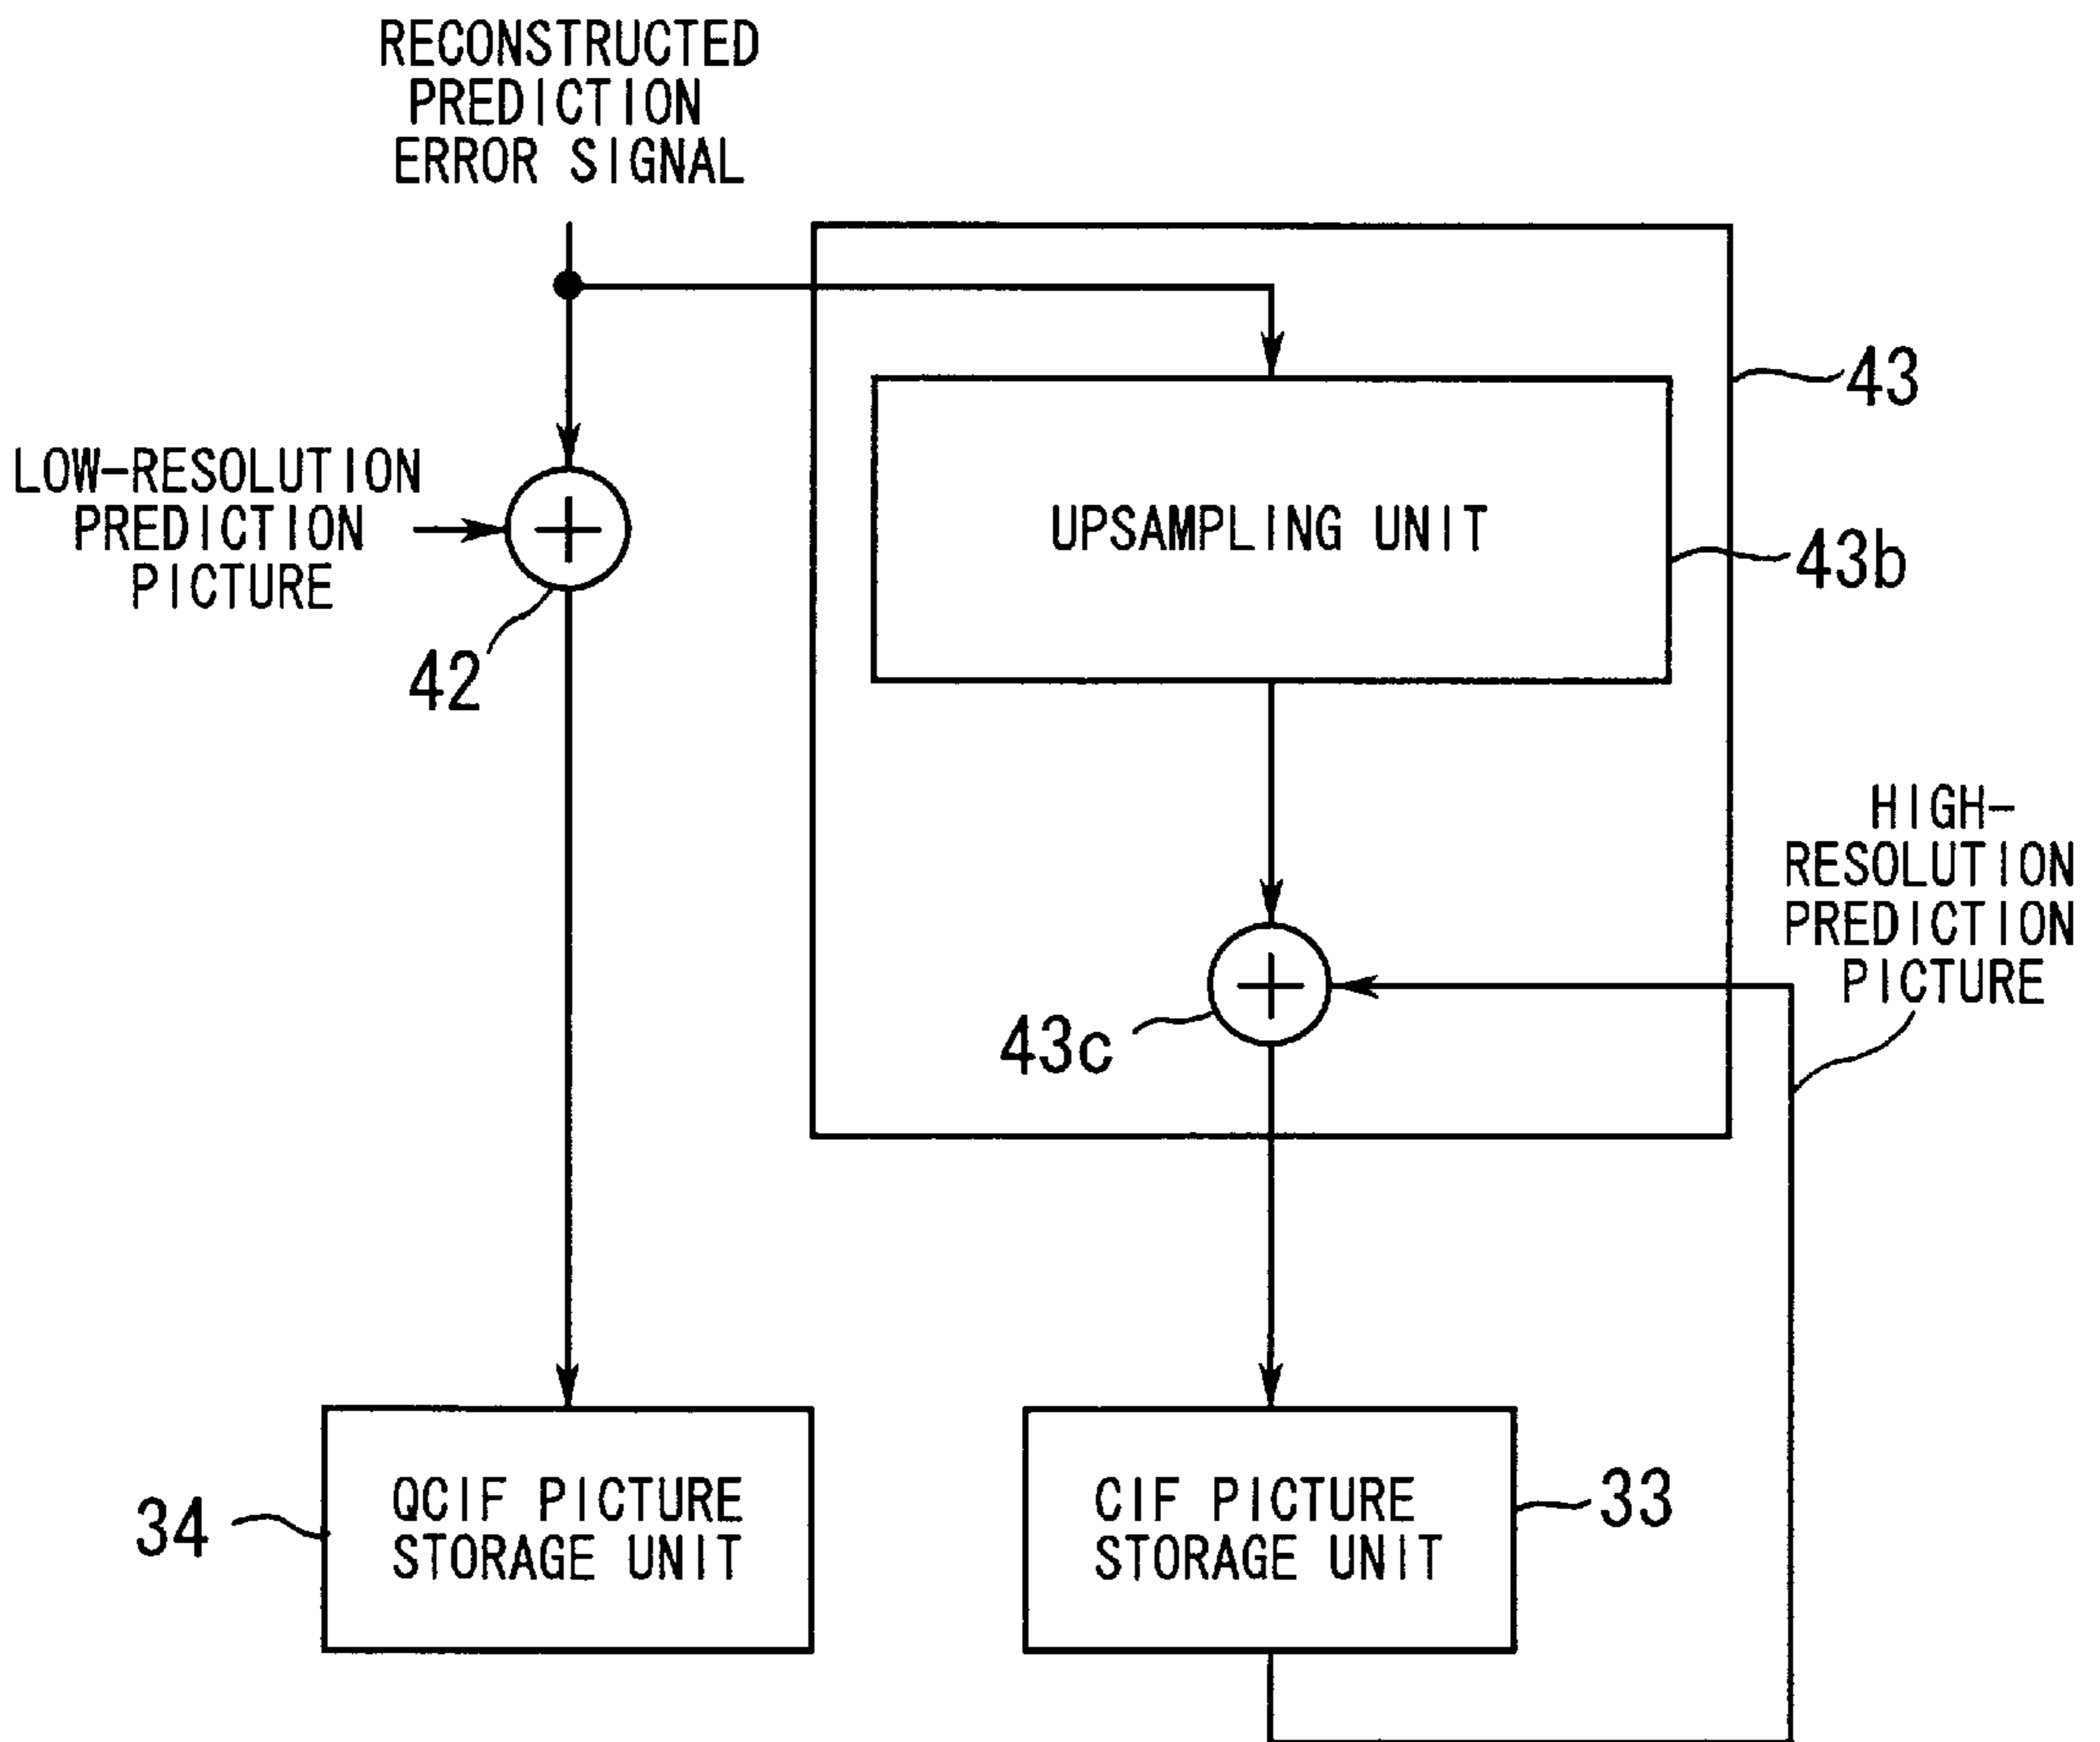 RECONSTRUCTED
PREDICTION
ERROR SIGNAL
43
LOW-RESOLUTION
PREDICTION
PICTURE
42
UPSAMPLING UNIT
43b
HIGH-
RESOLUTION
PREDICTION
PICTURE
43c
34
QCIF PICTURE
STORAGE UNIT
CIF PICTURE
STORAGE UNIT
33